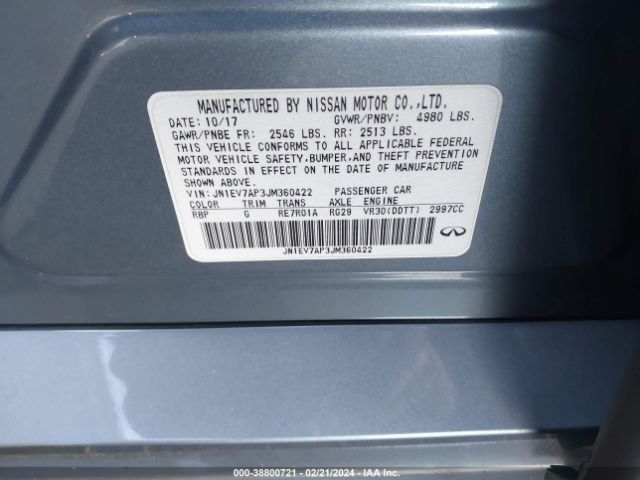 MANUFACTURED BY NISSAN MOTOR CO.,LTD.
DATE: 10/17 GVWR/PNBV: 4980 LBS.
GAWR/PNBE FR: 2546 LBS. RR: 2513 LBS.
THIS VEHICLE CONFORMS TO ALL APPLICABLE FEDERAL
MOTOR VEHICLE SAFETY,BUMPER,AND THEFT PREVENTION
STANDARDS IN EFFECT ON THE DATE OF MANUFACTURE
SHOWN ABOVE.
VIN: JN1EV7AP3JM360422 PASSENGER CAR
COLOR TRIM TRANS AXLE ENGINE
RBP G RE7R01A RG29 VR30(DDTT) 2997CC
JN1EV7AP3JM360422
INFINITI
000-38800721 - 02/21/2024 - IAA Inc.